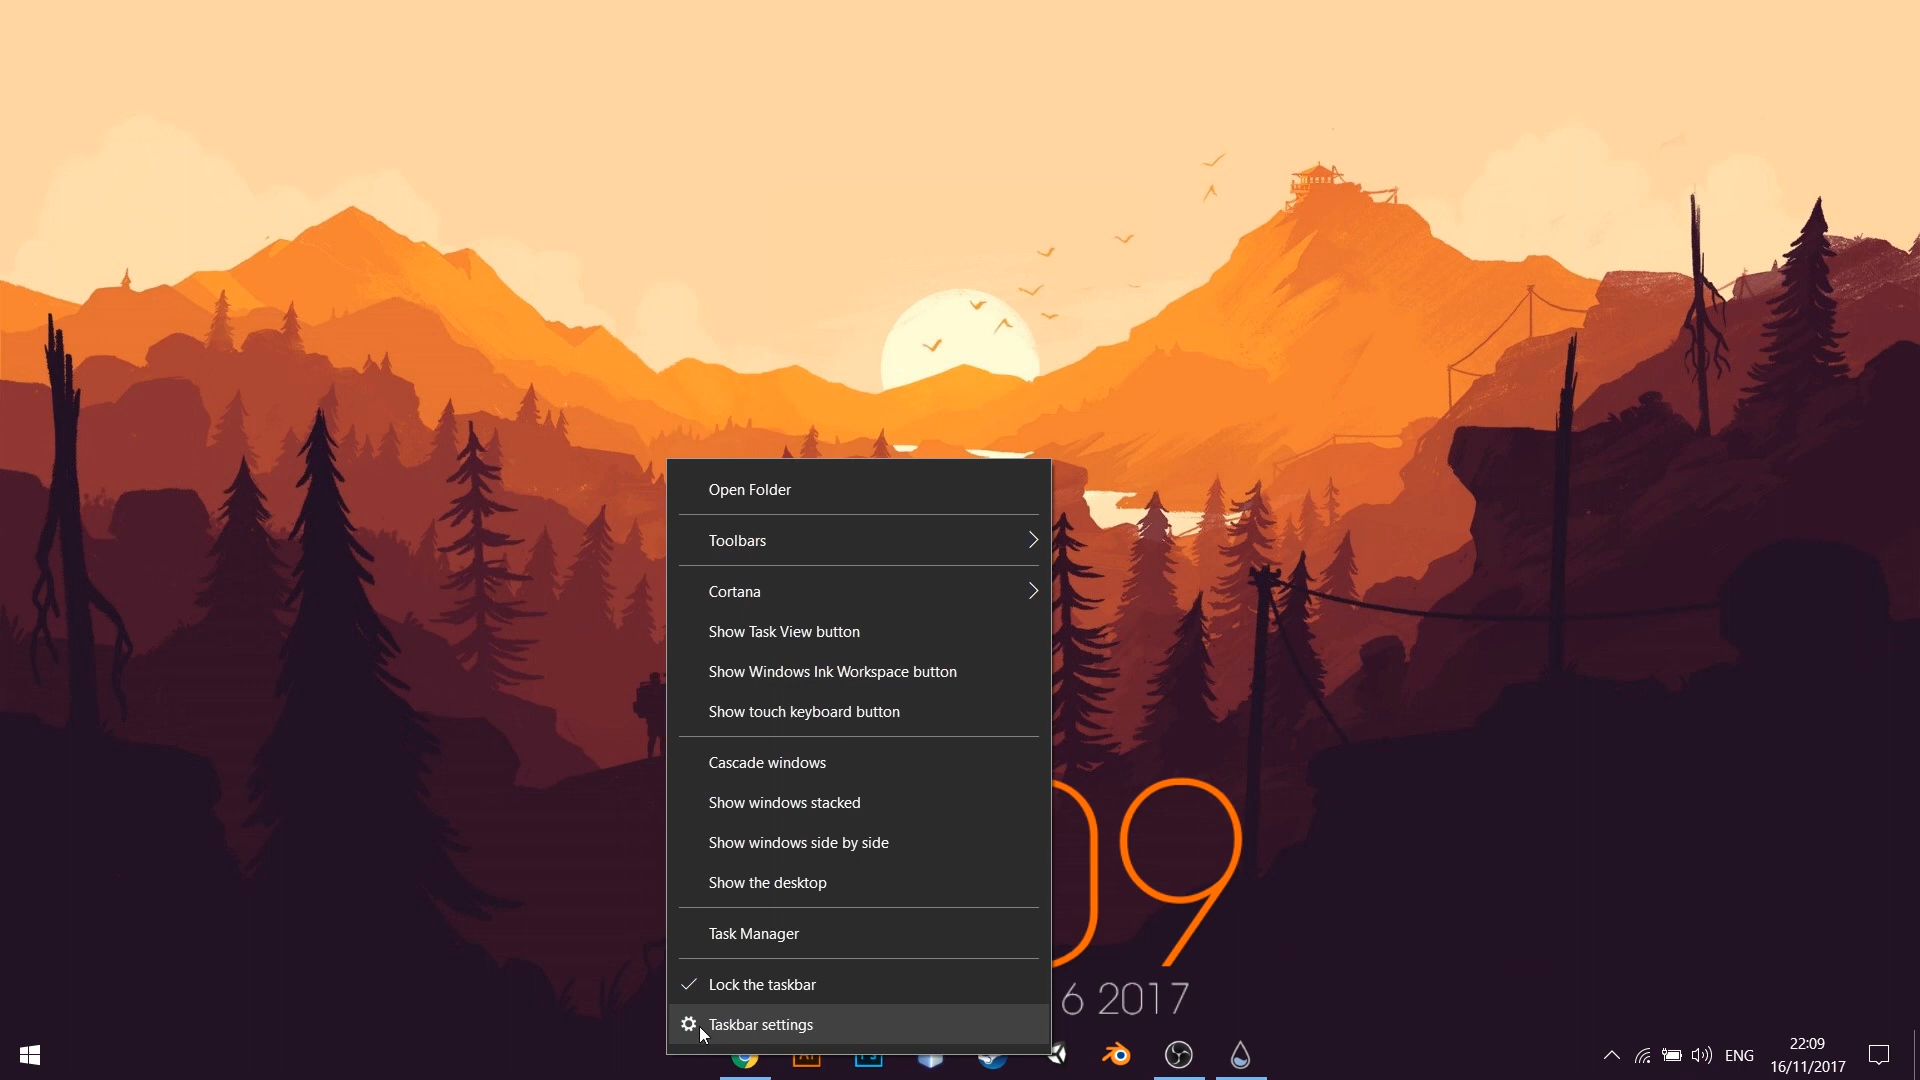 Open Folder
Toolbars
Cortana
Show Task View button
Show Windows Ink Workspace button
Show touch keyboard button
Cascade windows
Show windows stacked
Show windows side by side
Show the desktop
Task Manager
Lock the taskbar
Taskbar settings
09
6 2017
ENG
22:09
16/11/2017